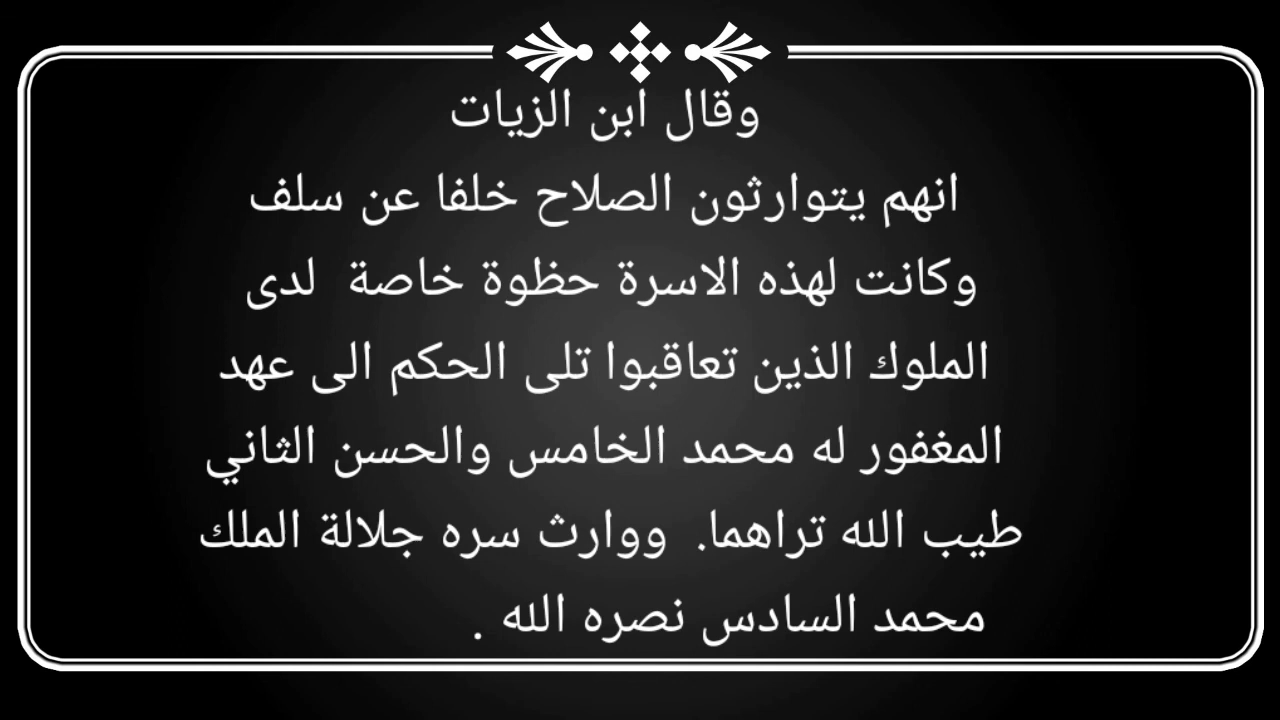 وقال ابن الزيات
انهم يتوارثون الصلاح خلفا عن سلف
وكانت لهذه الاسرة حظوة خاصة لدى
الملوك الذين تعاقبوا تلى الحكم الى عهد
المغفور له محمد الخامس والحسن الثاني
طيب الله تراهما. ووارث سره جلالة الملك
محمد السادس نصره الله .